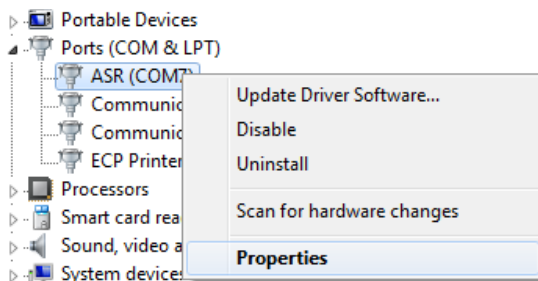 Portable Devices
Ports (COM & LPT)
ASR (COM7)
Communic
Communic
ECP Printer
Processors
Smart card rea
Sound, video a
System devices
Update Driver Software...
Disable
Uninstall
Scan for hardware changes
Properties